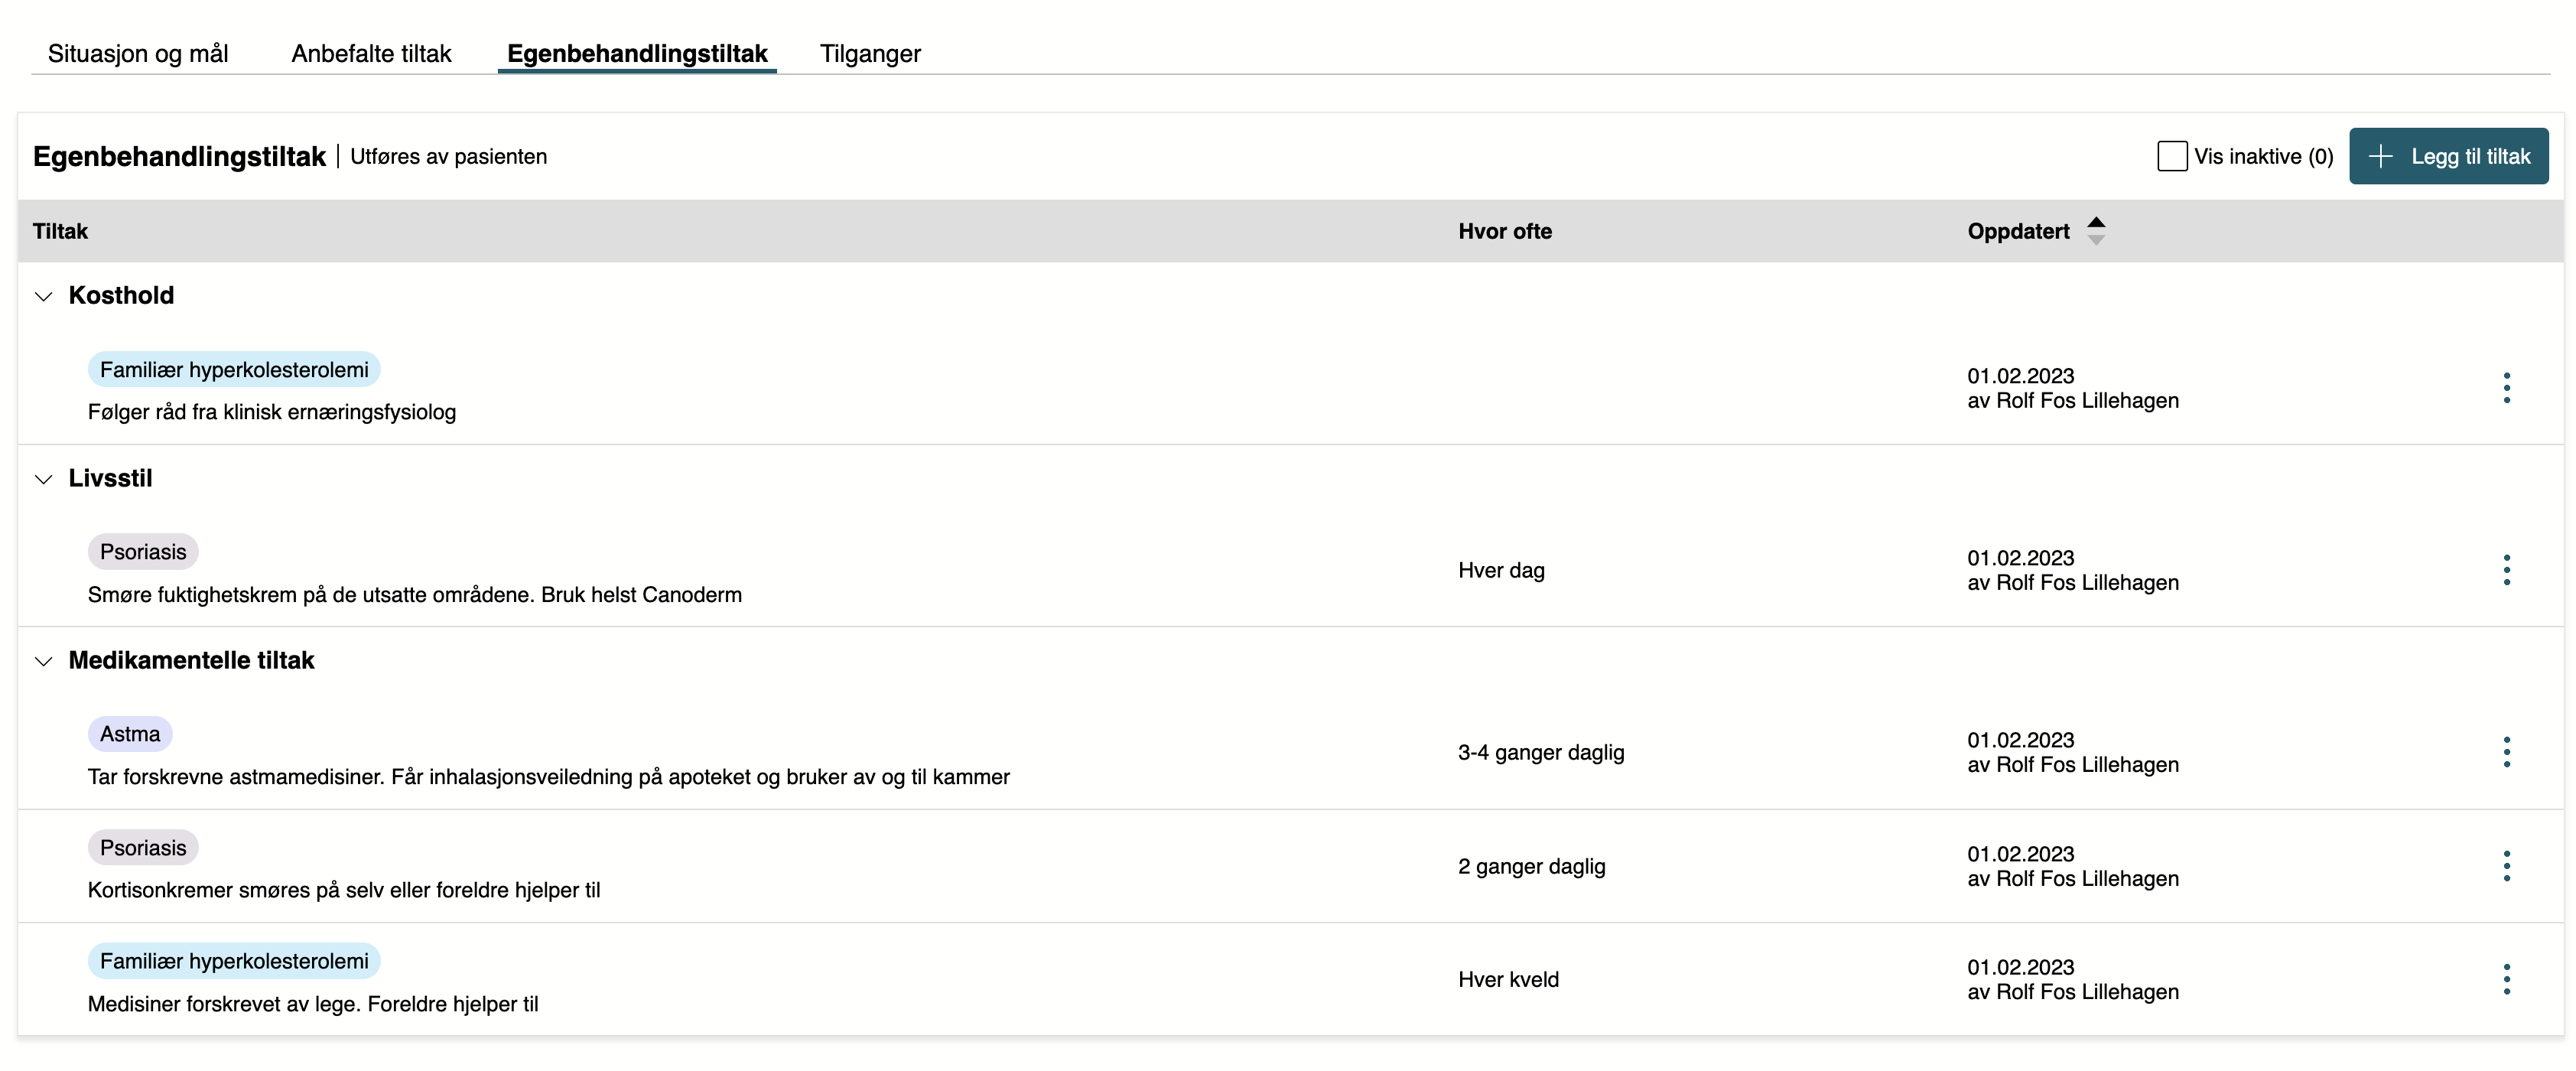 Situasjon og mål Anbefalte tiltak Egenbehandlingstiltak Tilganger
Egenbehandlingstiltak | Utføres av pasienten Vis inaktive (0) Legg til tiltak
Tiltak Hvor ofte Oppdatert
Kosthold
Familiær hyperkolesterolemi
Følger råd fra klinisk ernæringsfysiolog
01.02.2023
av Rolf Fos Lillehagen
Livsstil
Psoriasis
Smøre fuktighetskrem på de utsatte områdene. Bruk helst Canoderm
Hver dag
01.02.2023
av Rolf Fos Lillehagen
Medikamentelle tiltak
Astma
Tar forskrevne astmamedisiner. Får inhalasjonsveiledning på apoteket og bruker av og til kammer
3-4 ganger daglig
01.02.2023
av Rolf Fos Lillehagen
Psoriasis
Kortisonkremer smøres på selv eller foreldre hjelper til
2 ganger daglig
01.02.2023
av Rolf Fos Lillehagen
Familiær hyperkolesterolemi
Medisiner forskrevet av lege. Foreldre hjelper til
Hver kveld
01.02.2023
av Rolf Fos Lillehagen